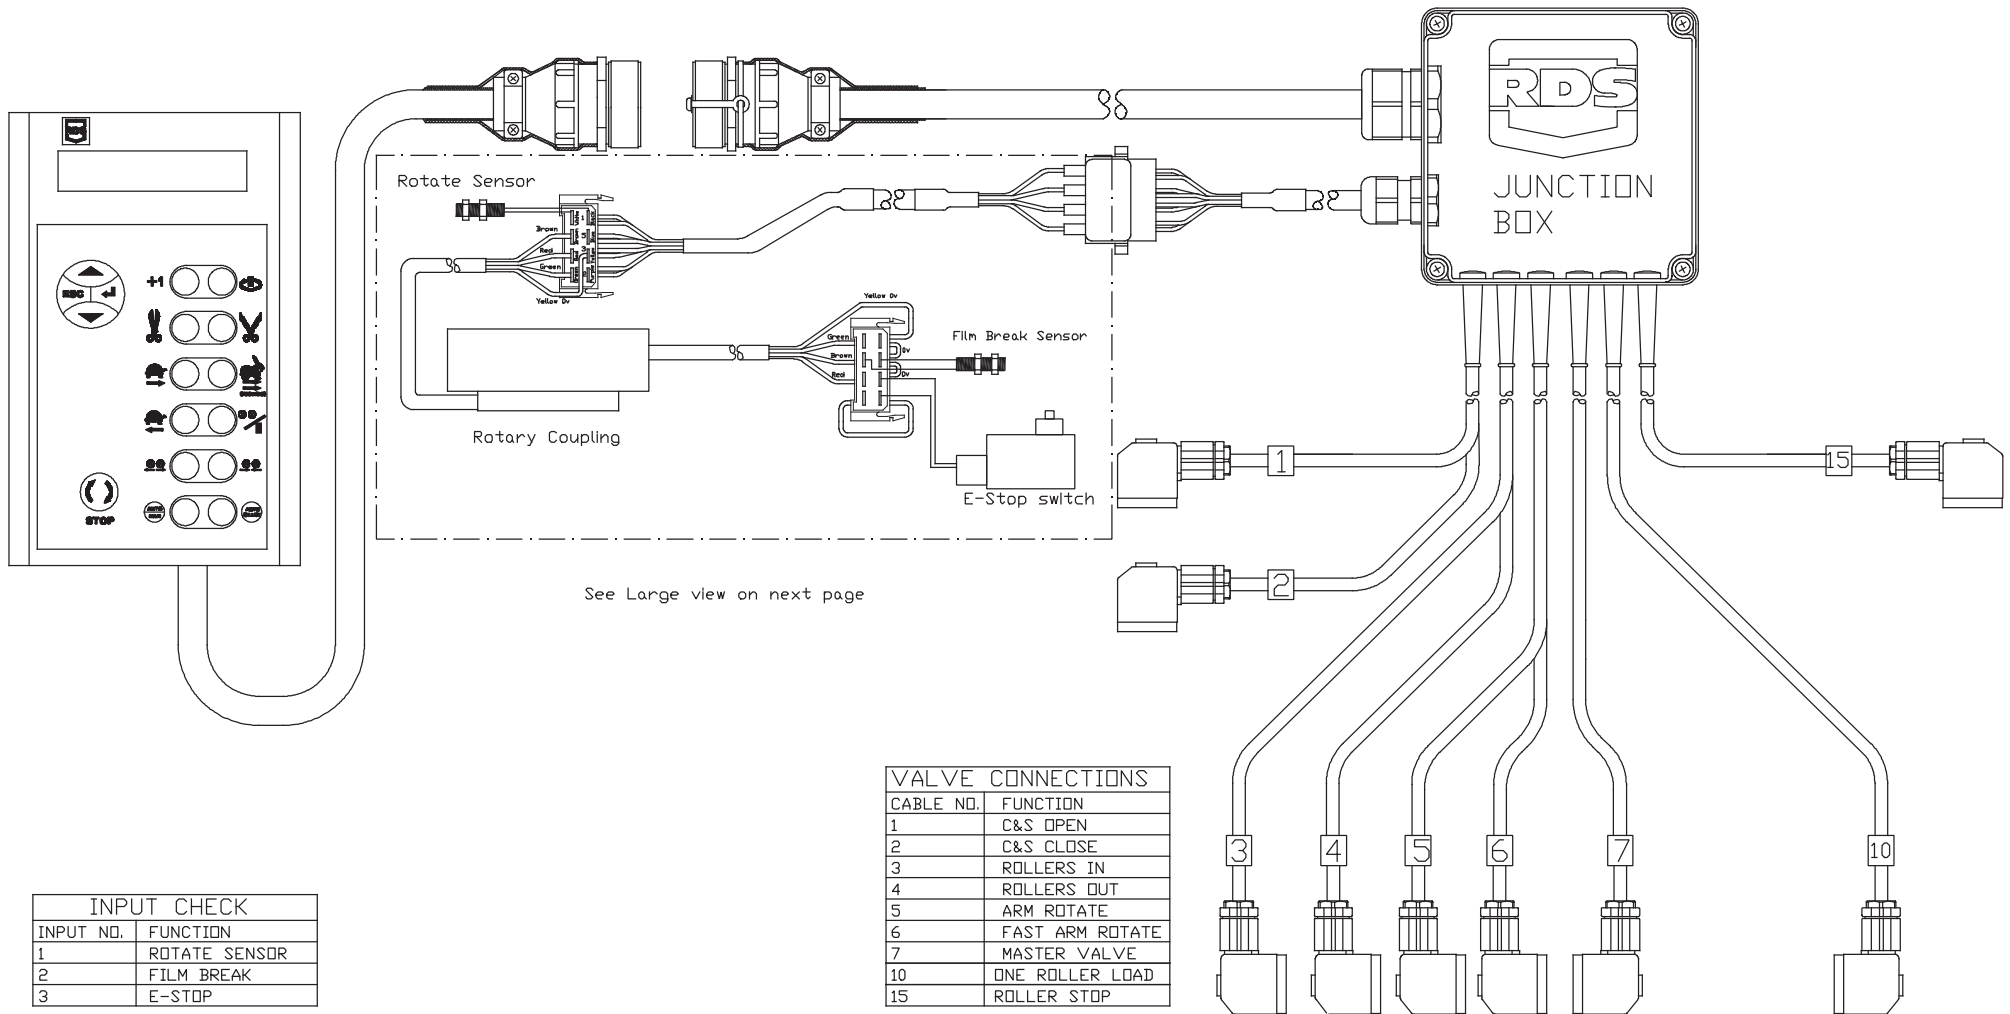 RDS
JUNCTION
BOX
RDS
Rotate Sensor
Brown
Red
Green
Yellow 0v
Yellow 0v
Green
Brown
Red
0v
0v
Film Break Sensor
Rotary Coupling
E-Stop switch
See Large view on next page
+1
STOP
1
15
2
3
4
5
6
7
10
VALVE CONNECTIONS
CABLE NO. FUNCTION
1 C&S OPEN
2 C&S CLOSE
3 ROLLERS IN
4 ROLLERS OUT
5 ARM ROTATE
6 FAST ARM ROTATE
7 MASTER VALVE
10 ONE ROLLER LOAD
15 ROLLER STOP
INPUT CHECK
INPUT NO. FUNCTION
1 ROTATE SENSOR
2 FILM BREAK
3 E-STOP